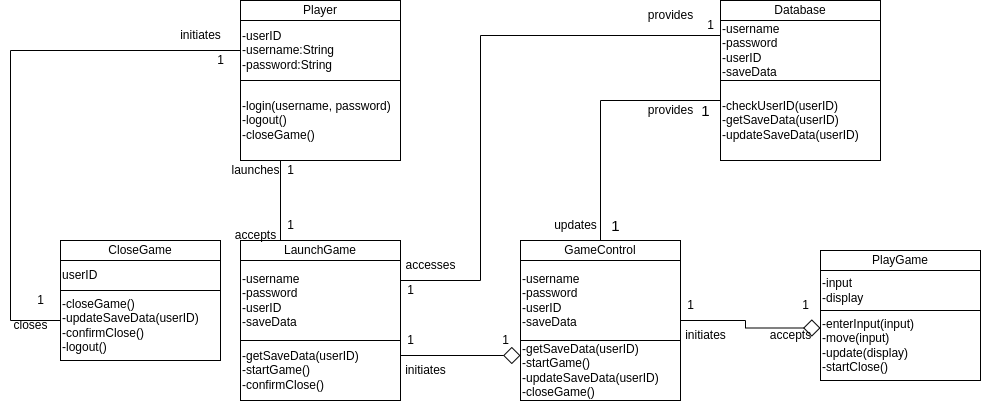 Player
-userID
-username:String
-password:String
-login(username, password)
-logout()
-closeGame()
Database
-username
-password
-userID
-saveData
-checkUserID(userID)
-getSaveData(userID)
-updateSaveData(userID)
initiates
1
provides
1
provides
1
launches
1
accepts
1
updates
1
CloseGame
userID
-closeGame()
-updateSaveData(userID)
-confirmClose()
-logout()
1
closes
LaunchGame
-username
-password
-userID
-saveData
-getSaveData(userID)
-startGame()
-confirmClose()
accesses
1
1
initiates
1
GameControl
-username
-password
-userID
-saveData
-getSaveData(userID)
-startGame()
-updateSaveData(userID)
-closeGame()
1
initiates
1
accepts
PlayGame
-input
-display
-enterInput(input)
-move(input)
-update(display)
-startClose()